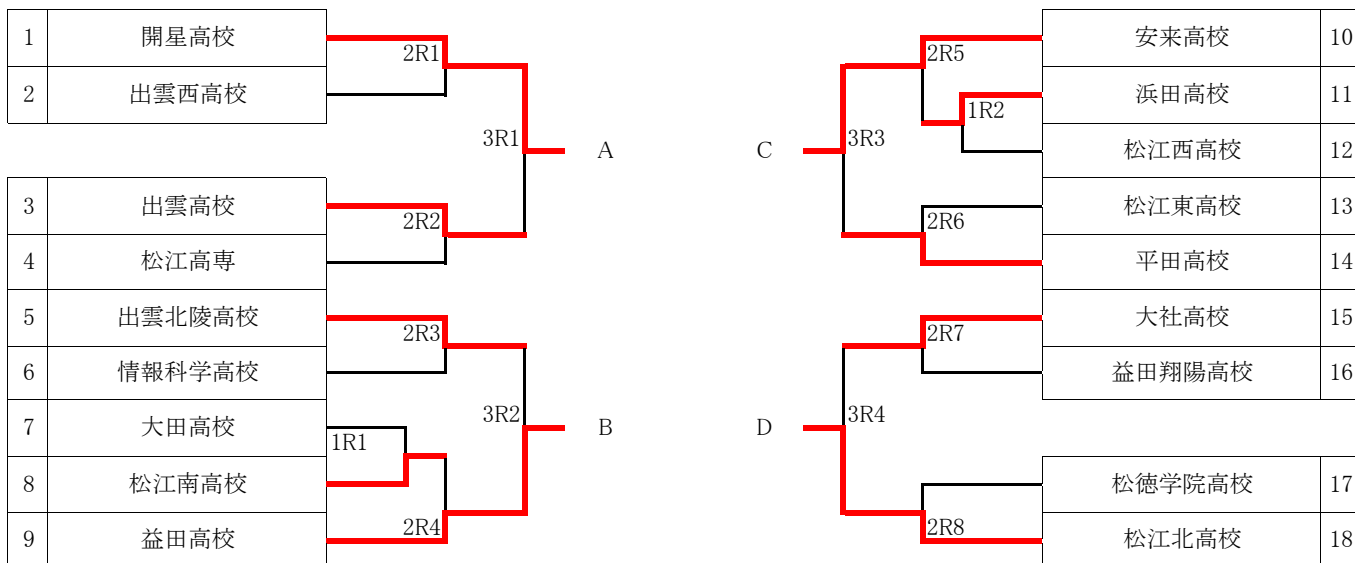 1 開星高校
2 出雲西高校
2R1
3R1
A
3 出雲高校
4 松江高専
2R2
5 出雲北陵高校
6 情報科学高校
2R3
3R2
B
7 大田高校
8 松江南高校
1R1
9 益田高校
2R4
安来高校 10
2R5
浜田高校 11
1R2
松江西高校 12
C
3R3
松江東高校 13
2R6
平田高校 14
大社高校 15
2R7
益田翔陽高校 16
D
3R4
松徳学院高校 17
松江北高校 18
2R8